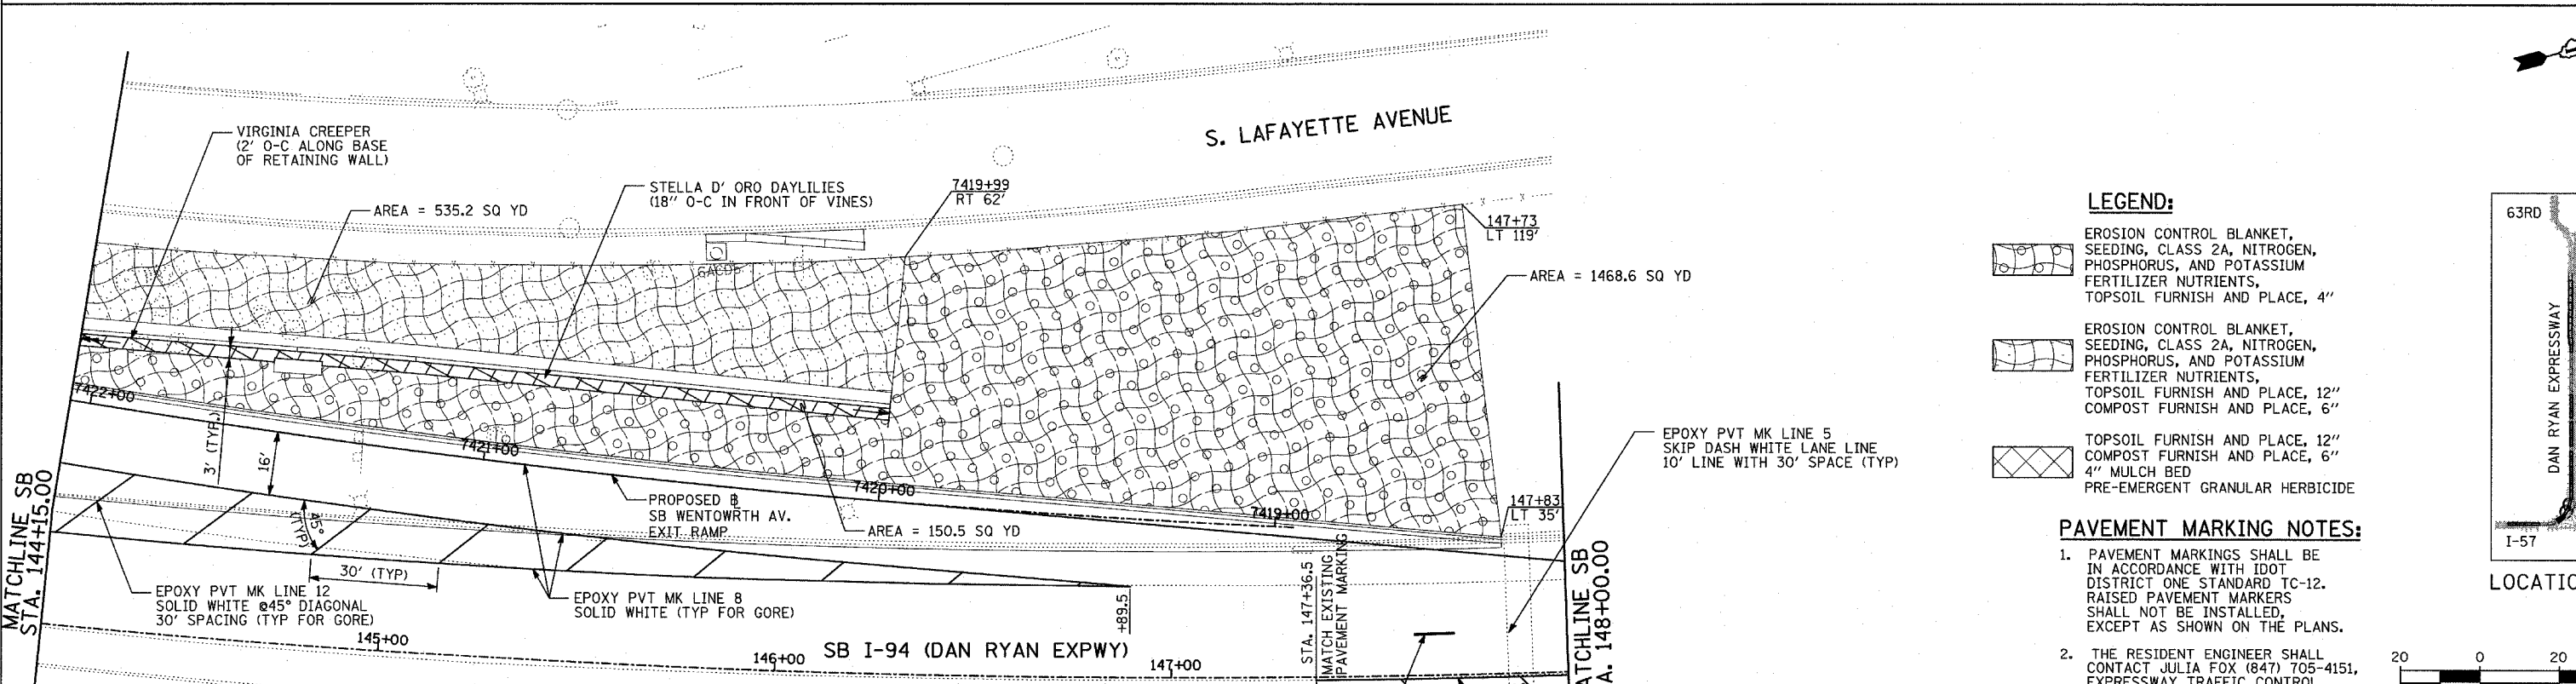 S. LAFAYETTE AVENUE
VIRGINIA CREEPER
(2' O-C ALONG BASE
OF RETAINING WALL)
AREA = 535.2 SQ YD
STELLA D' ORO DAYLILIES
(18" O-C IN FRONT OF VINES)
7419+99
RT 62'
147+73
LT 119'
AREA = 1468.6 SQ YD
7422+00
7421+00
7420+00
7419+00
147+83
LT 35'
3' (TYP.)
16'
45°
(TYP)
30' (TYP)
PROPOSED ℄
SB WENTOWRTH AV.
EXIT RAMP
AREA = 150.5 SQ YD
EPOXY PVT MK LINE 5
SKIP DASH WHITE LANE LINE
10' LINE WITH 30' SPACE (TYP)
EPOXY PVT MK LINE 12
SOLID WHITE @45° DIAGONAL
30' SPACING (TYP FOR GORE)
EPOXY PVT MK LINE 8
SOLID WHITE (TYP FOR GORE)
+89.5
STA. 147+36.5
MATCH EXISTING
PAVEMENT MARKING
MATCHLINE SB
STA. 144+15.00
MATCHLINE SB
A. 148+00.00
145+00
146+00
SB I-94 (DAN RYAN EXPWY)
147+00
LEGEND:
EROSION CONTROL BLANKET,
SEEDING, CLASS 2A, NITROGEN,
PHOSPHORUS, AND POTASSIUM
FERTILIZER NUTRIENTS,
TOPSOIL FURNISH AND PLACE, 4"
EROSION CONTROL BLANKET,
SEEDING, CLASS 2A, NITROGEN,
PHOSPHORUS, AND POTASSIUM
FERTILIZER NUTRIENTS,
TOPSOIL FURNISH AND PLACE, 12"
COMPOST FURNISH AND PLACE, 6"
TOPSOIL FURNISH AND PLACE, 12"
COMPOST FURNISH AND PLACE, 6"
4" MULCH BED
PRE-EMERGENT GRANULAR HERBICIDE
PAVEMENT MARKING NOTES:
1. PAVEMENT MARKINGS SHALL BE
IN ACCORDANCE WITH IDOT
DISTRICT ONE STANDARD TC-12.
RAISED PAVEMENT MARKERS
SHALL NOT BE INSTALLED,
EXCEPT AS SHOWN ON THE PLANS.
2. THE RESIDENT ENGINEER SHALL
CONTACT JULIA FOX (847) 705-4151,
EXPRESSWAY TRAFFIC CONTROL
63RD
DAN RYAN EXPRESSWAY
I-57
LOCATIO
20 0 20